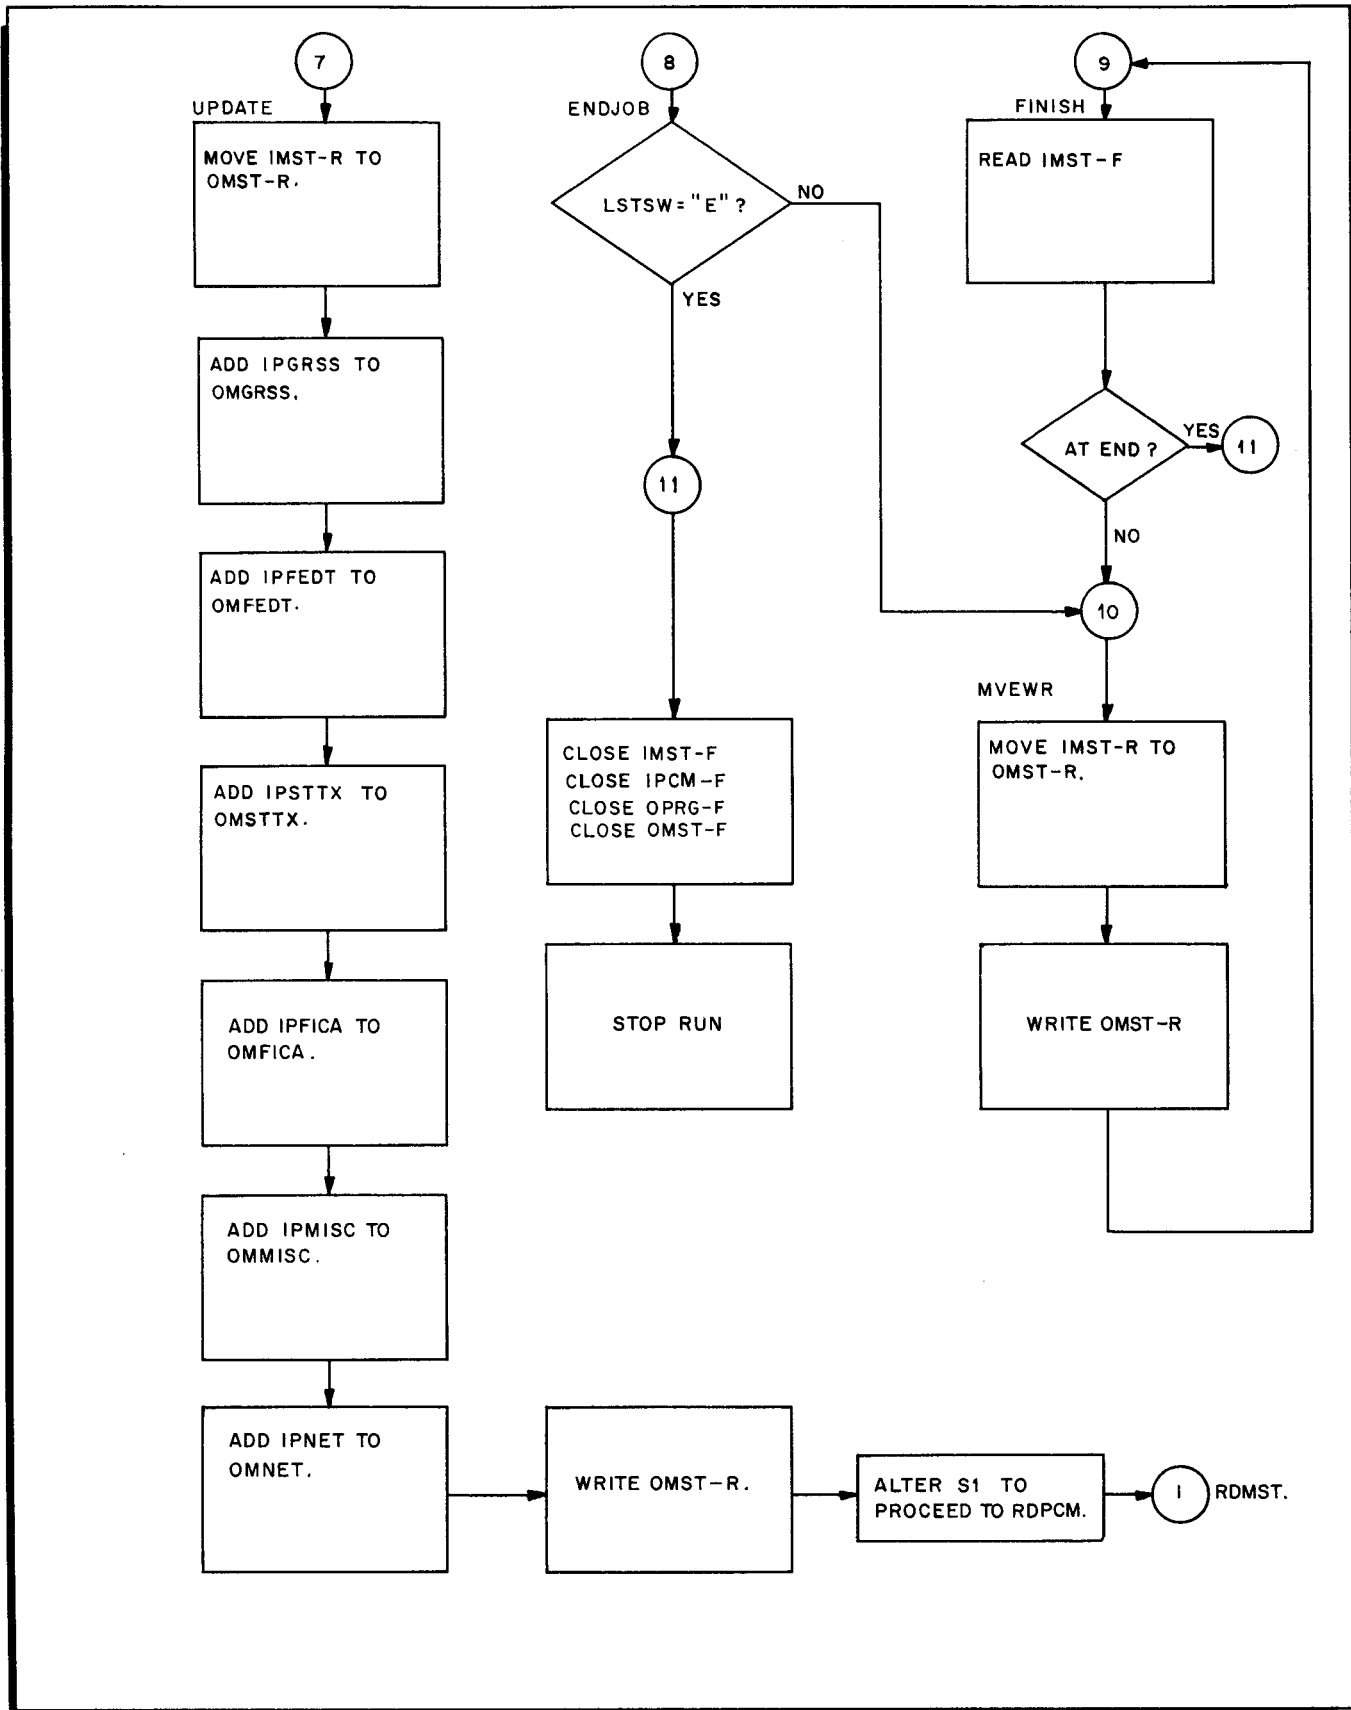 7
UPDATE
MOVE IMST-R TO
OMST-R.
ADD IPGRSS TO
OMGRSS.
ADD IPFEDT TO
OMFEDT.
ADD IPSTTX TO
OMSTTX.
ADD IPFICA TO
OMFICA.
ADD IPMISC TO
OMMISC.
ADD IPNET TO
OMNET.
WRITE OMST-R.
ALTER S1 TO
PROCEED TO RDPCM.
1
RDMST.
8
ENDJOB
LSTSW="E"?
NO
YES
11
CLOSE IMST-F
CLOSE IPCM-F
CLOSE OPRG-F
CLOSE OMST-F
STOP RUN
9
FINISH
READ IMST-F
AT END?
YES
11
NO
10
MVEWR
MOVE IMST-R TO
OMST-R.
WRITE OMST-R